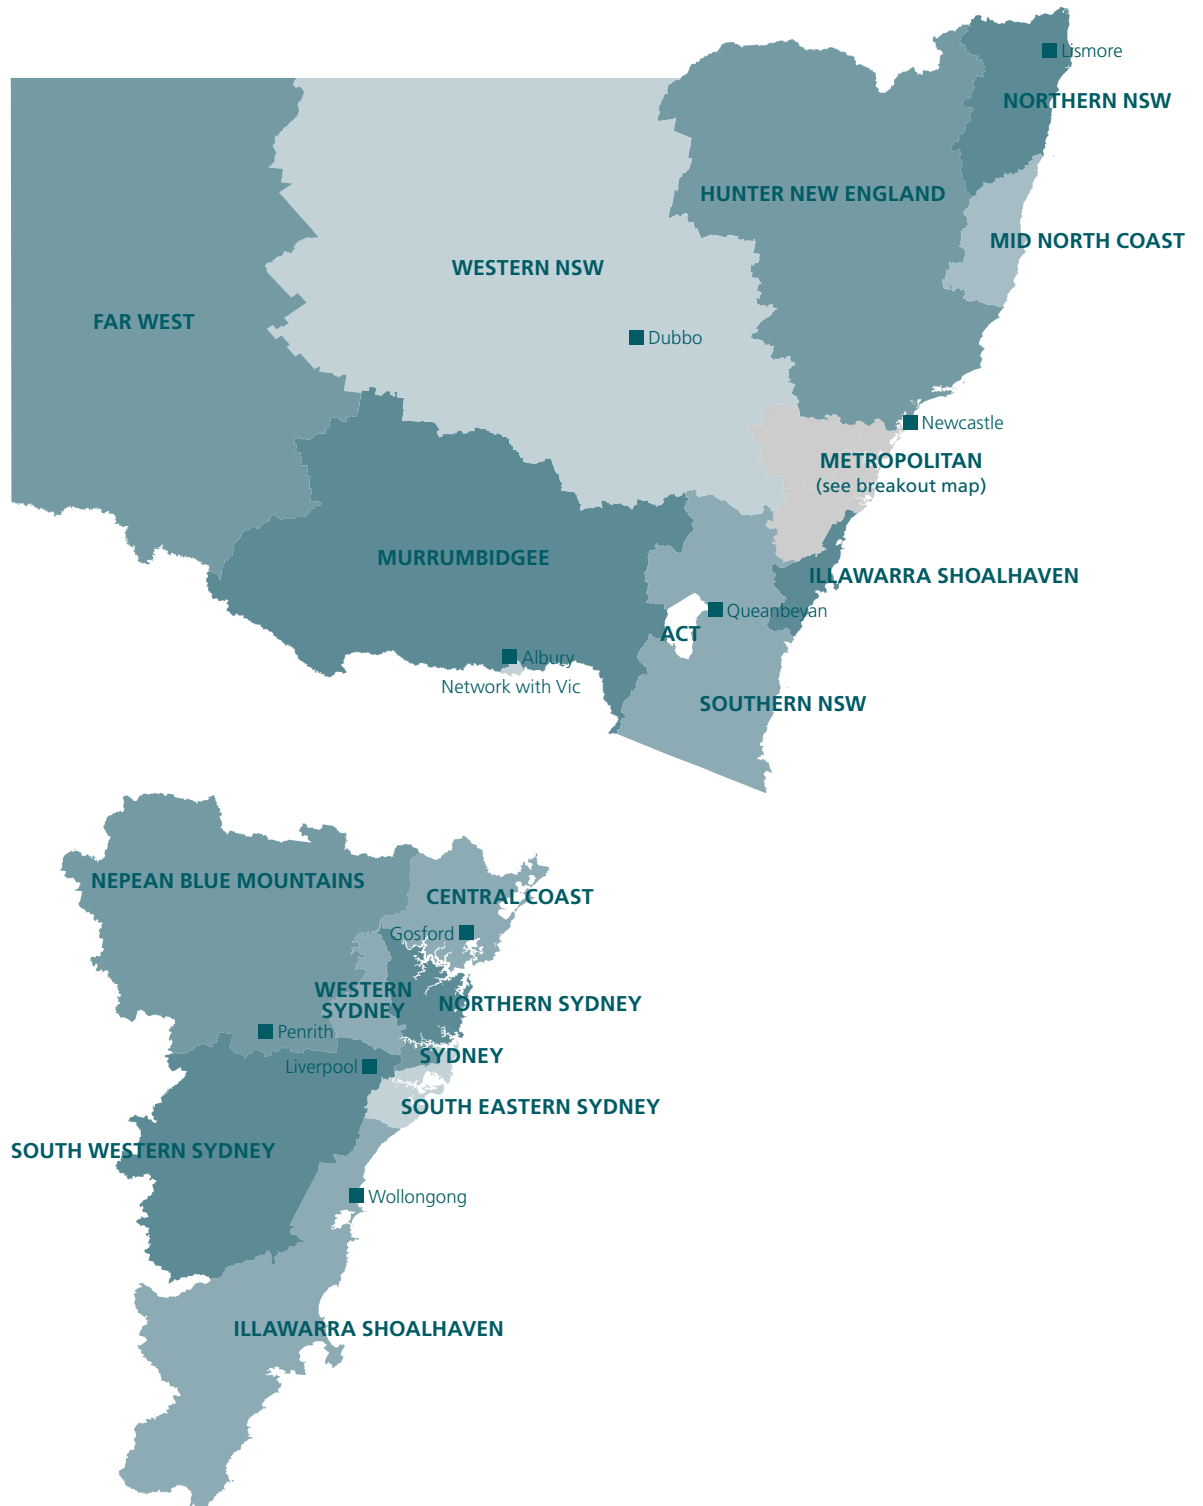 Lismore
NORTHERN NSW
HUNTER NEW ENGLAND
MID NORTH COAST
WESTERN NSW
FAR WEST
Dubbo
Newcastle
METROPOLITAN
(see breakout map)
MURRUMBIDGEE
ILLAWARRA SHOALHAVEN
Queanbeyan
ACT
Albury
Network with Vic
SOUTHERN NSW
NEPEAN BLUE MOUNTAINS
CENTRAL COAST
Gosford
WESTERN
SYDNEY
NORTHERN SYDNEY
Penrith
SYDNEY
Liverpool
SOUTH EASTERN SYDNEY
SOUTH WESTERN SYDNEY
Wollongong
ILLAWARRA SHOALHAVEN